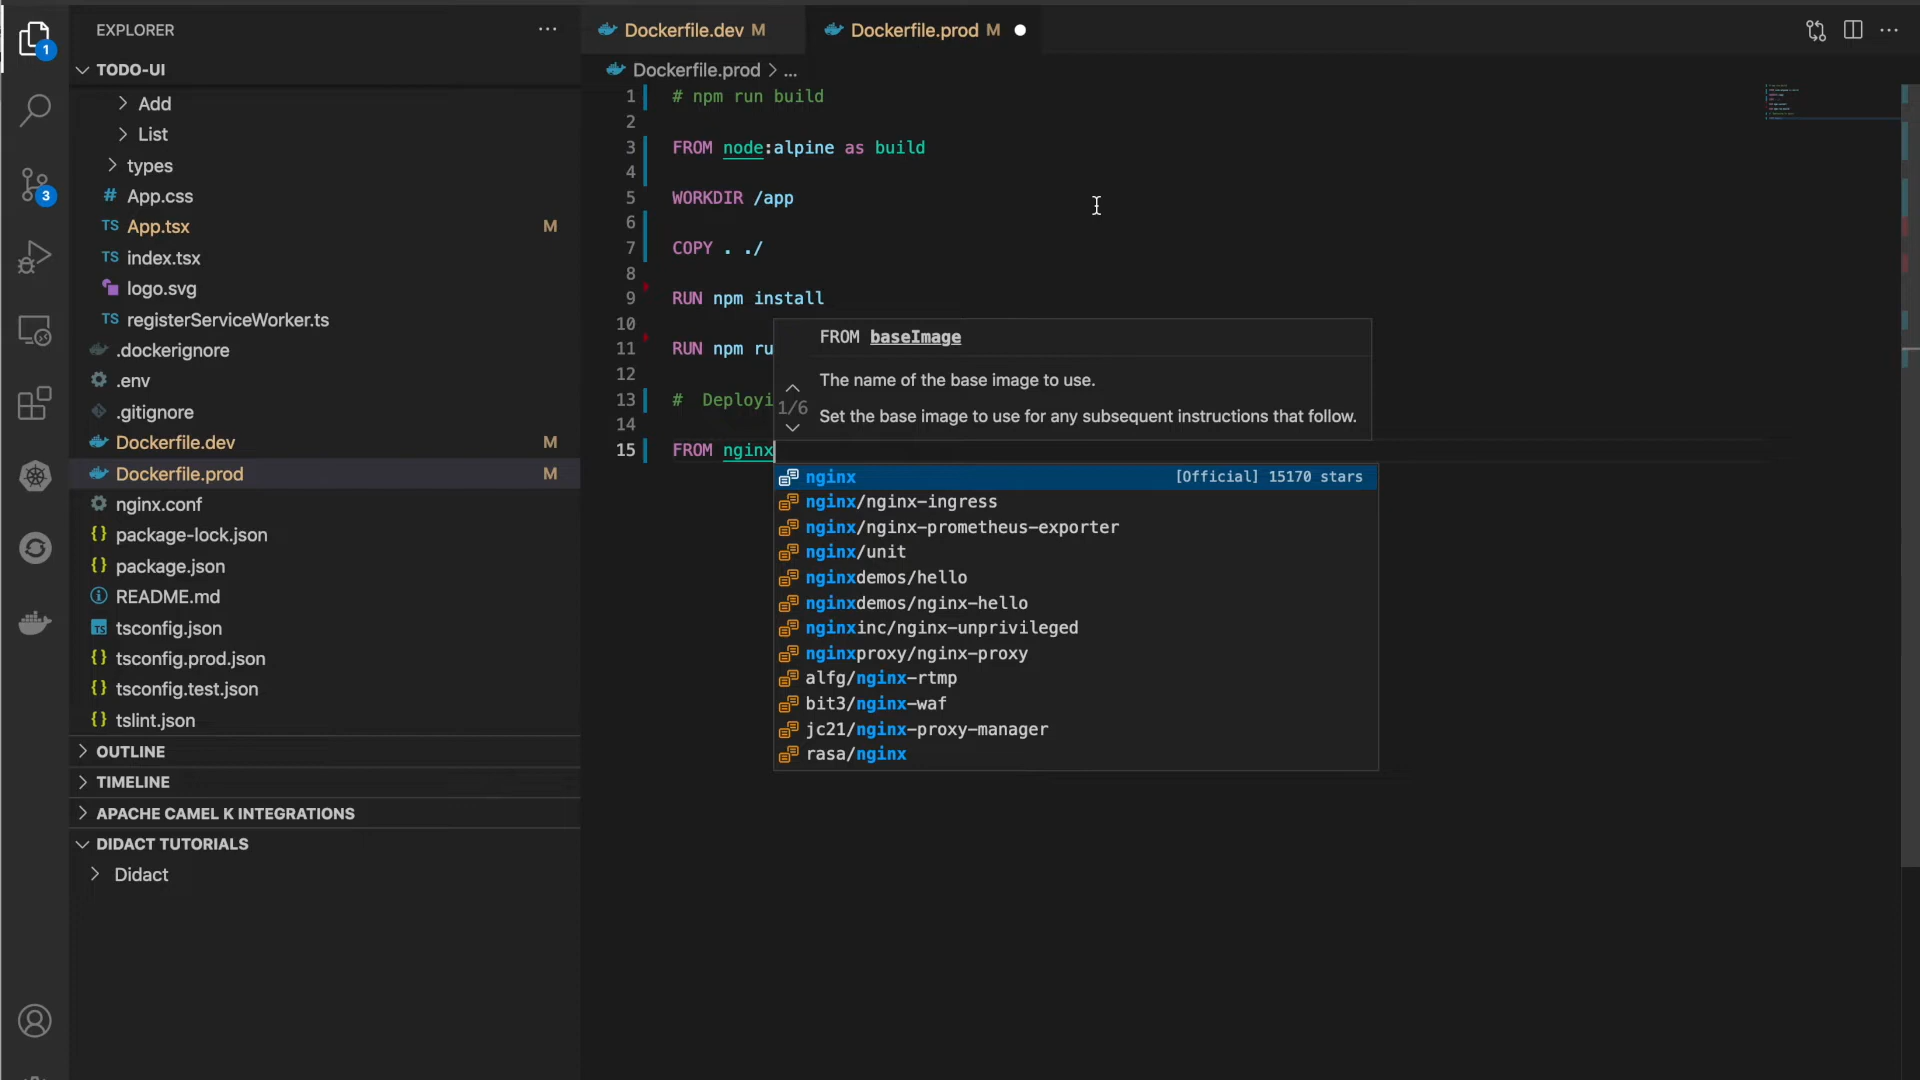 EXPLORER
Dockerfile.dev M
Dockerfile.prod M
1
TODO-UI
Dockerfile.prod > ...
Add
List
types
# App.css
TS App.tsx M
TS index.tsx
logo.svg
TS registerServiceWorker.ts
.dockerignore
.env
.gitignore
Dockerfile.dev M
Dockerfile.prod M
nginx.conf
{} package-lock.json
{} package.json
README.md
TS tsconfig.json
{} tsconfig.prod.json
{} tsconfig.test.json
{} tslint.json
OUTLINE
TIMELINE
APACHE CAMEL K INTEGRATIONS
DIDACT TUTORIALS
Didact
3
1 # npm run build
2
3 FROM node:alpine as build
4
5 WORKDIR /app
6
7 COPY . ./
8
9 RUN npm install
10
11 RUN npm ru
12
13 # Deployi
14
15 FROM nginx
FROM baseImage
The name of the base image to use.
1/6
Set the base image to use for any subsequent instructions that follow.
nginx [Official] 15170 stars
nginx/nginx-ingress
nginx/nginx-prometheus-exporter
nginx/unit
nginxdemos/hello
nginxdemos/nginx-hello
nginxinc/nginx-unprivileged
nginxproxy/nginx-proxy
alfg/nginx-rtmp
bit3/nginx-waf
jc21/nginx-proxy-manager
rasa/nginx